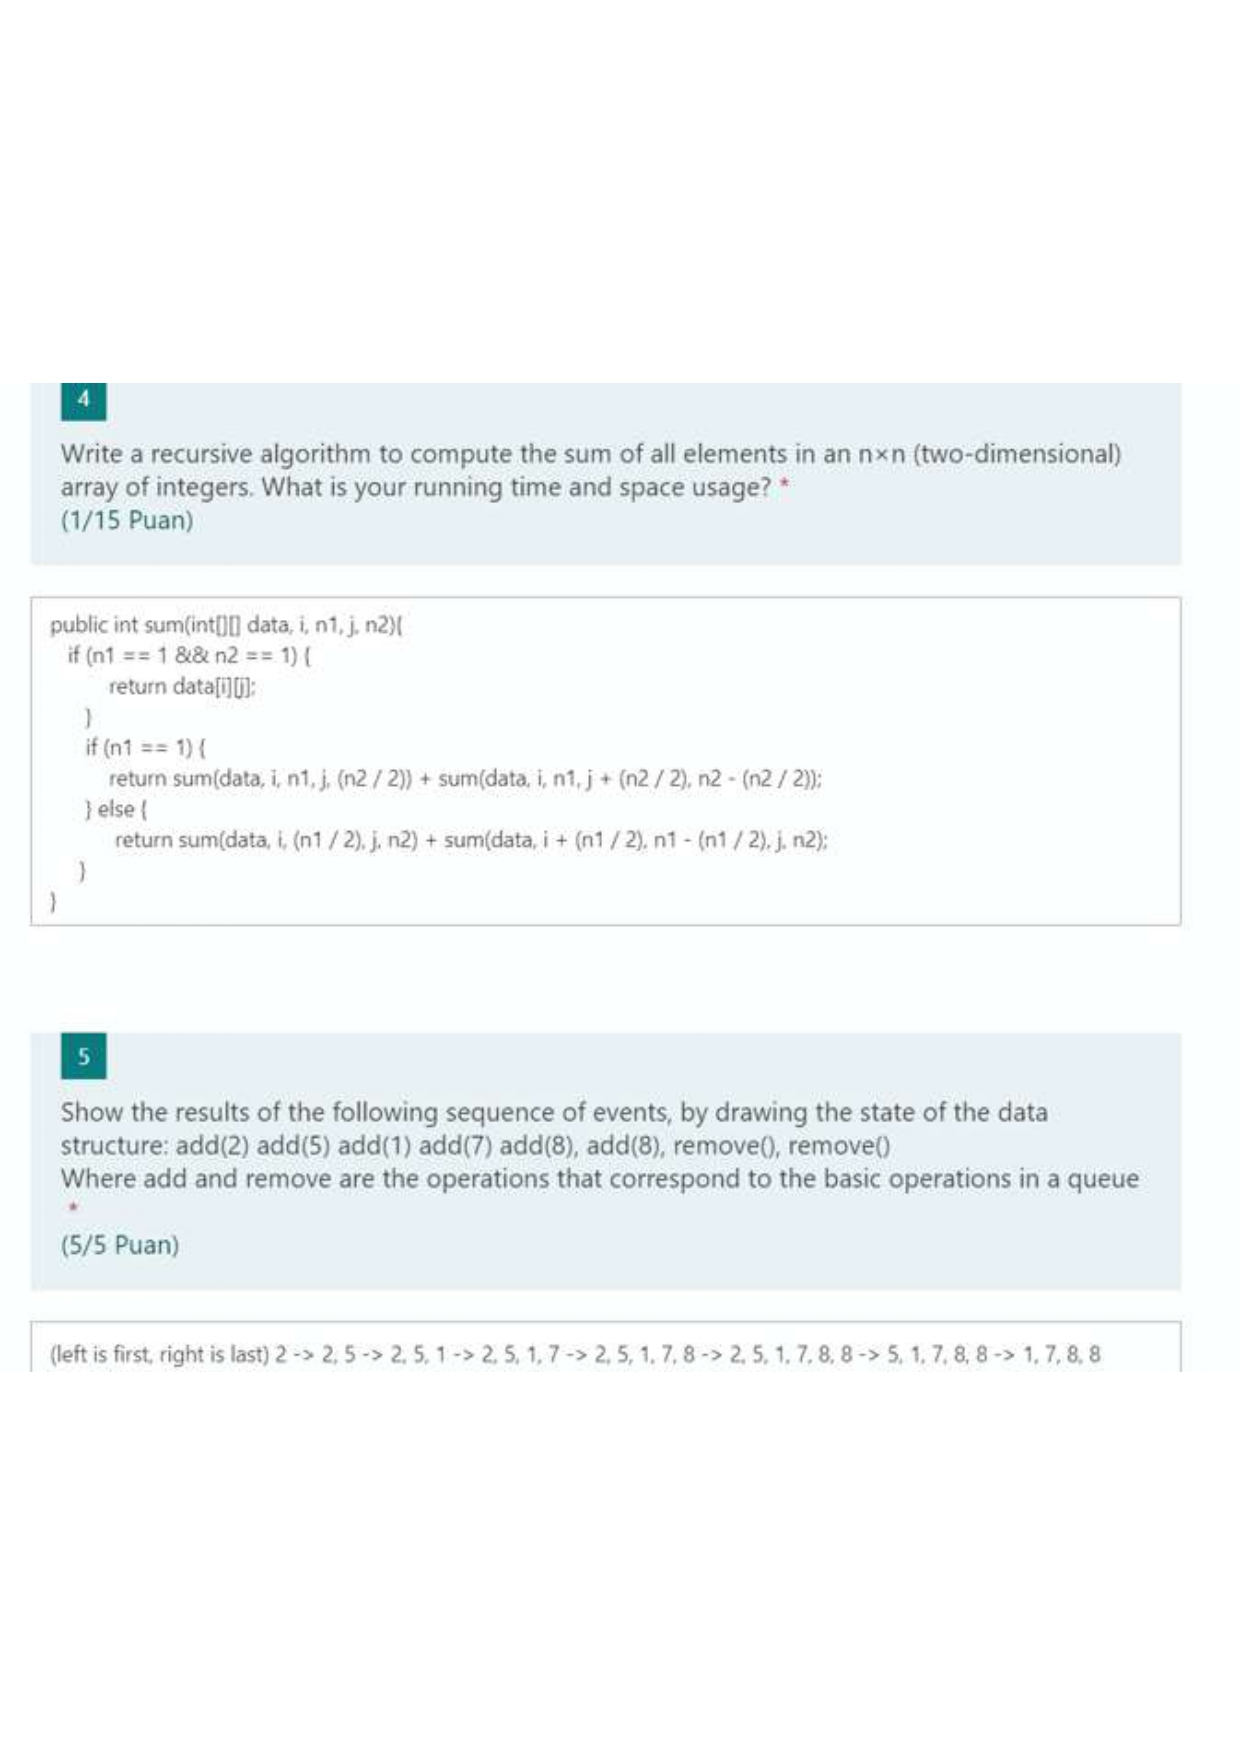 4
Write a recursive algorithm to compute the sum of all elements in an n×n (two-dimensional)
array of integers. What is your running time and space usage? *
(1/15 Puan)
public int sum(int[][] data, i, n1, j, n2){
if (n1 == 1 && n2 == 1) {
return data[i][j];
}
if (n1 == 1) {
return sum(data, i, n1, j, (n2 / 2)) + sum(data, i, n1, j + (n2 / 2), n2 - (n2 / 2));
} else {
return sum(data, i, (n1 / 2), j, n2) + sum(data, i + (n1 / 2), n1 - (n1 / 2), j, n2);
}
}
5
Show the results of the following sequence of events, by drawing the state of the data
structure: add(2) add(5) add(1) add(7) add(8), add(8), remove(), remove()
Where add and remove are the operations that correspond to the basic operations in a queue
*
(5/5 Puan)
(left is first, right is last) 2 -> 2, 5 -> 2, 5, 1 -> 2, 5, 1, 7 -> 2, 5, 1, 7, 8 -> 2, 5, 1, 7, 8, 8 -> 5, 1, 7, 8, 8 -> 1, 7, 8, 8